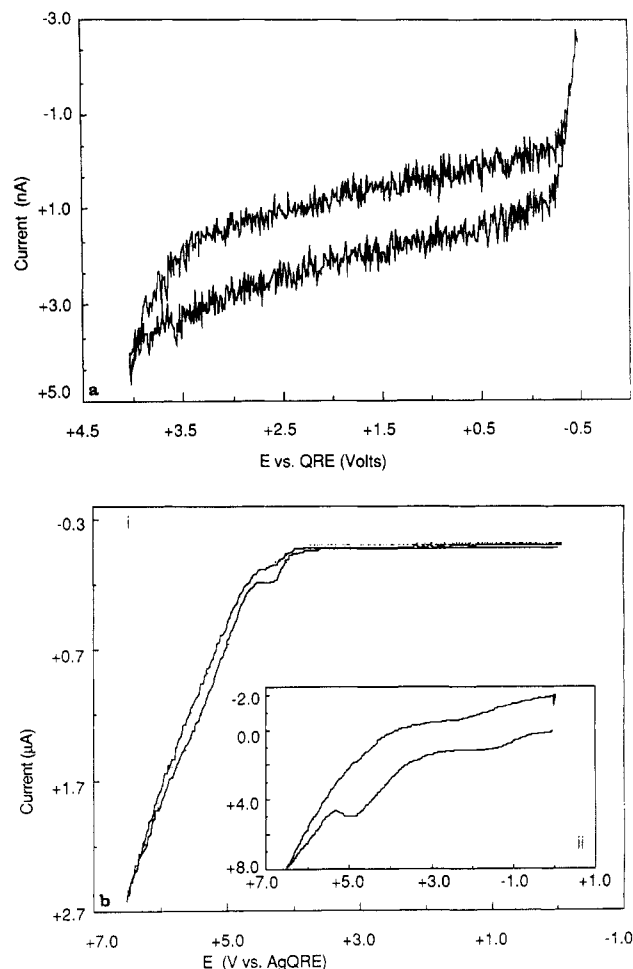 -3.0
-1.0
+1.0
+3.0
+5.0
Current (nA)
a
+4.5 +3.5 +2.5 +1.5 +0.5 -0.5
E vs. QRE (Volts)
-0.3
+0.7
+1.7
+2.7
Current (µA)
i
b
-2.0
0.0
+4.0
+8.0
+7.0 +5.0 +3.0 -1.0 +1.0
ii
+7.0 +5.0 +3.0 +1.0 -1.0
E (V vs. AgQRE)